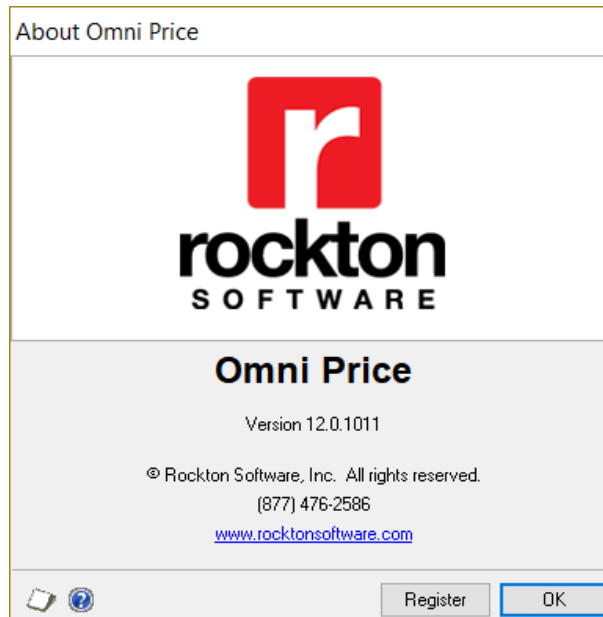 About Omni Price
r
rockton
SOFTWARE
Omni Price
Version 12.0.1011
© Rockton Software, Inc. All rights reserved.
(877) 476-2586
www.rocktonsoftware.com
Register
OK